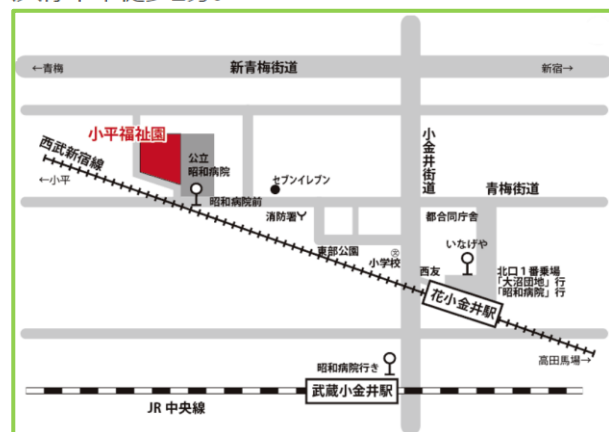 ←青梅
新青梅街道
新宿→
小平福祉園
西武新宿線
←小平
公立
昭和病院
昭和病院前
セブンイレブン
消防署Y
小金井街道
青梅街道
都合同庁舎
いなげや
東部公園
小学校
西友
北口1番乗場
「大沼団地」行
「昭和病院」行
花小金井駅
高田馬場→
昭和病院行き
武蔵小金井駅
JR 中央線